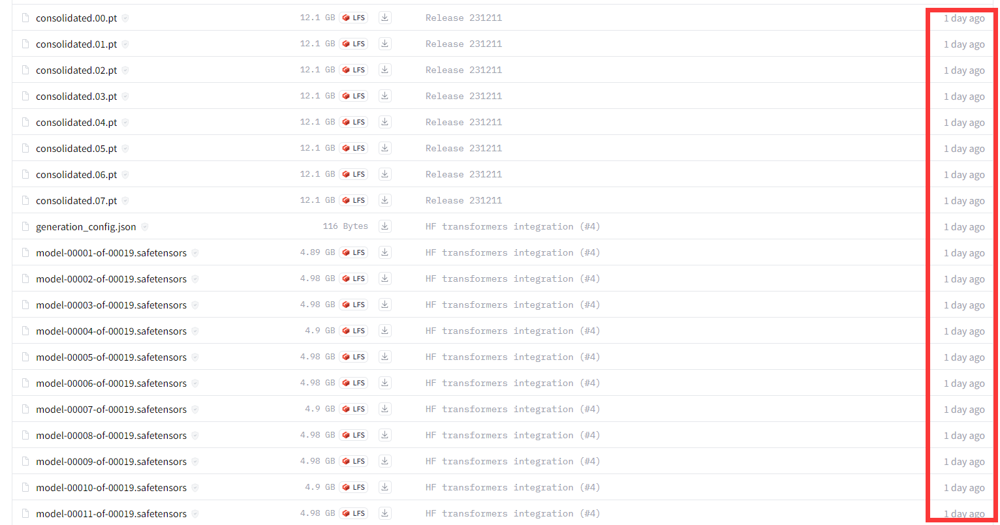 consolidated.00.pt 12.1 GB LFS Release 231211 1 day ago
consolidated.01.pt 12.1 GB LFS Release 231211 1 day ago
consolidated.02.pt 12.1 GB LFS Release 231211 1 day ago
consolidated.03.pt 12.1 GB LFS Release 231211 1 day ago
consolidated.04.pt 12.1 GB LFS Release 231211 1 day ago
consolidated.05.pt 12.1 GB LFS Release 231211 1 day ago
consolidated.06.pt 12.1 GB LFS Release 231211 1 day ago
consolidated.07.pt 12.1 GB LFS Release 231211 1 day ago
generation_config.json 116 Bytes HF transformers integration (#4) 1 day ago
model-00001-of-00019.safetensors 4.89 GB LFS HF transformers integration (#4) 1 day ago
model-00002-of-00019.safetensors 4.98 GB LFS HF transformers integration (#4) 1 day ago
model-00003-of-00019.safetensors 4.98 GB LFS HF transformers integration (#4) 1 day ago
model-00004-of-00019.safetensors 4.9 GB LFS HF transformers integration (#4) 1 day ago
model-00005-of-00019.safetensors 4.98 GB LFS HF transformers integration (#4) 1 day ago
model-00006-of-00019.safetensors 4.98 GB LFS HF transformers integration (#4) 1 day ago
model-00007-of-00019.safetensors 4.9 GB LFS HF transformers integration (#4) 1 day ago
model-00008-of-00019.safetensors 4.98 GB LFS HF transformers integration (#4) 1 day ago
model-00009-of-00019.safetensors 4.98 GB LFS HF transformers integration (#4) 1 day ago
model-00010-of-00019.safetensors 4.9 GB LFS HF transformers integration (#4) 1 day ago
model-00011-of-00019.safetensors 4.98 GB LFS HF transformers integration (#4) 1 day ago